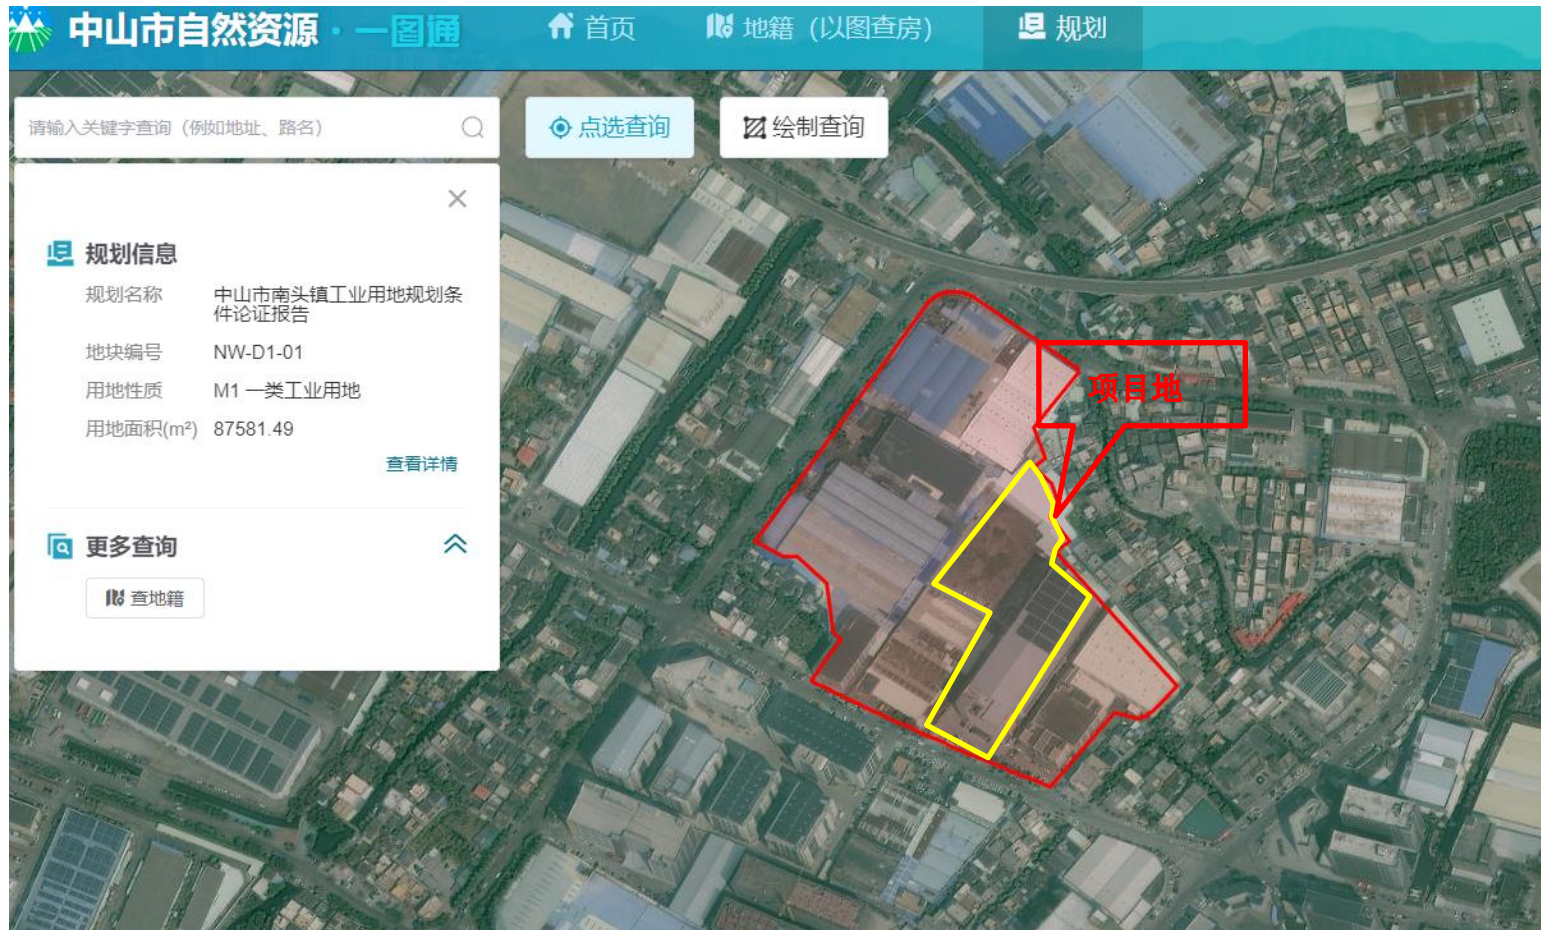 中山市自然资源·一图通
首页
地籍（以图查房）
规划
请输入关键字查询（例如地址、路名）
点选查询
绘制查询
规划信息
规划名称
中山市南头镇工业用地规划条
件论证报告
地块编号
NW-D1-01
用地性质
M1 一类工业用地
用地面积(m²)
87581.49
查看详情
更多查询
查地籍
项目地